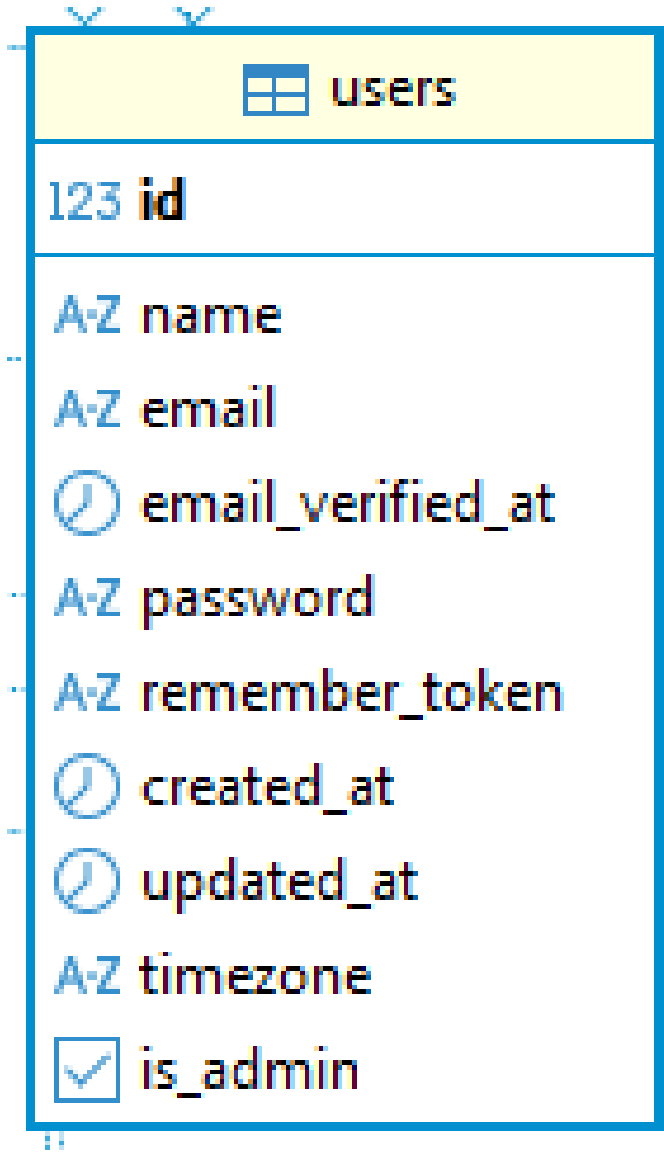 users
123 id
A-Z name
A-Z email
email_verified_at
A-Z password
A-Z remember_token
created_at
updated_at
A-Z timezone
is_admin